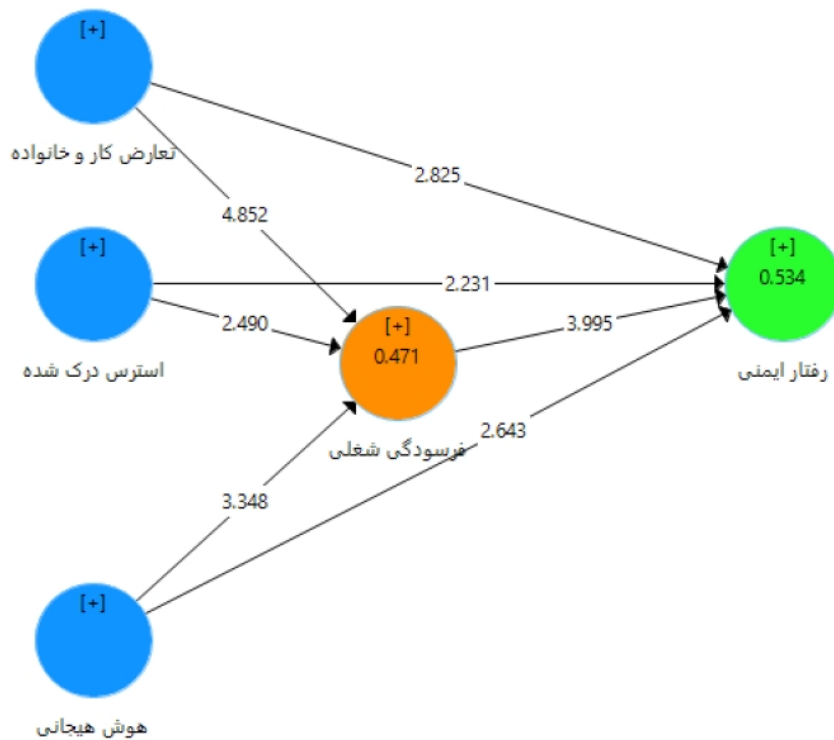 [+]
تعارض کار و خانواده
2.825
4.852
[+]
[+]
0.534
2.231
2.490
[+]
0.471
3.995
استرس درک شده
رفتار ایمنی
2.643
فرسودگی شغلی
3.348
[+]
هوش هیجانی